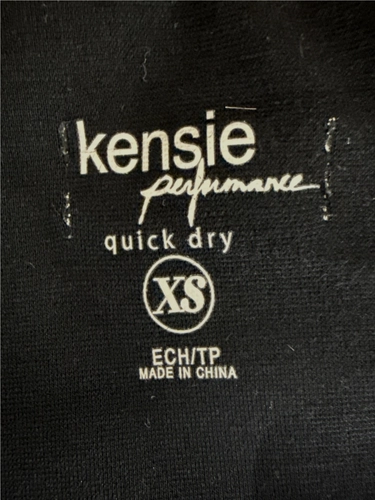 kensie
performance
quick dry
XS
ECH/TP
MADE IN CHINA